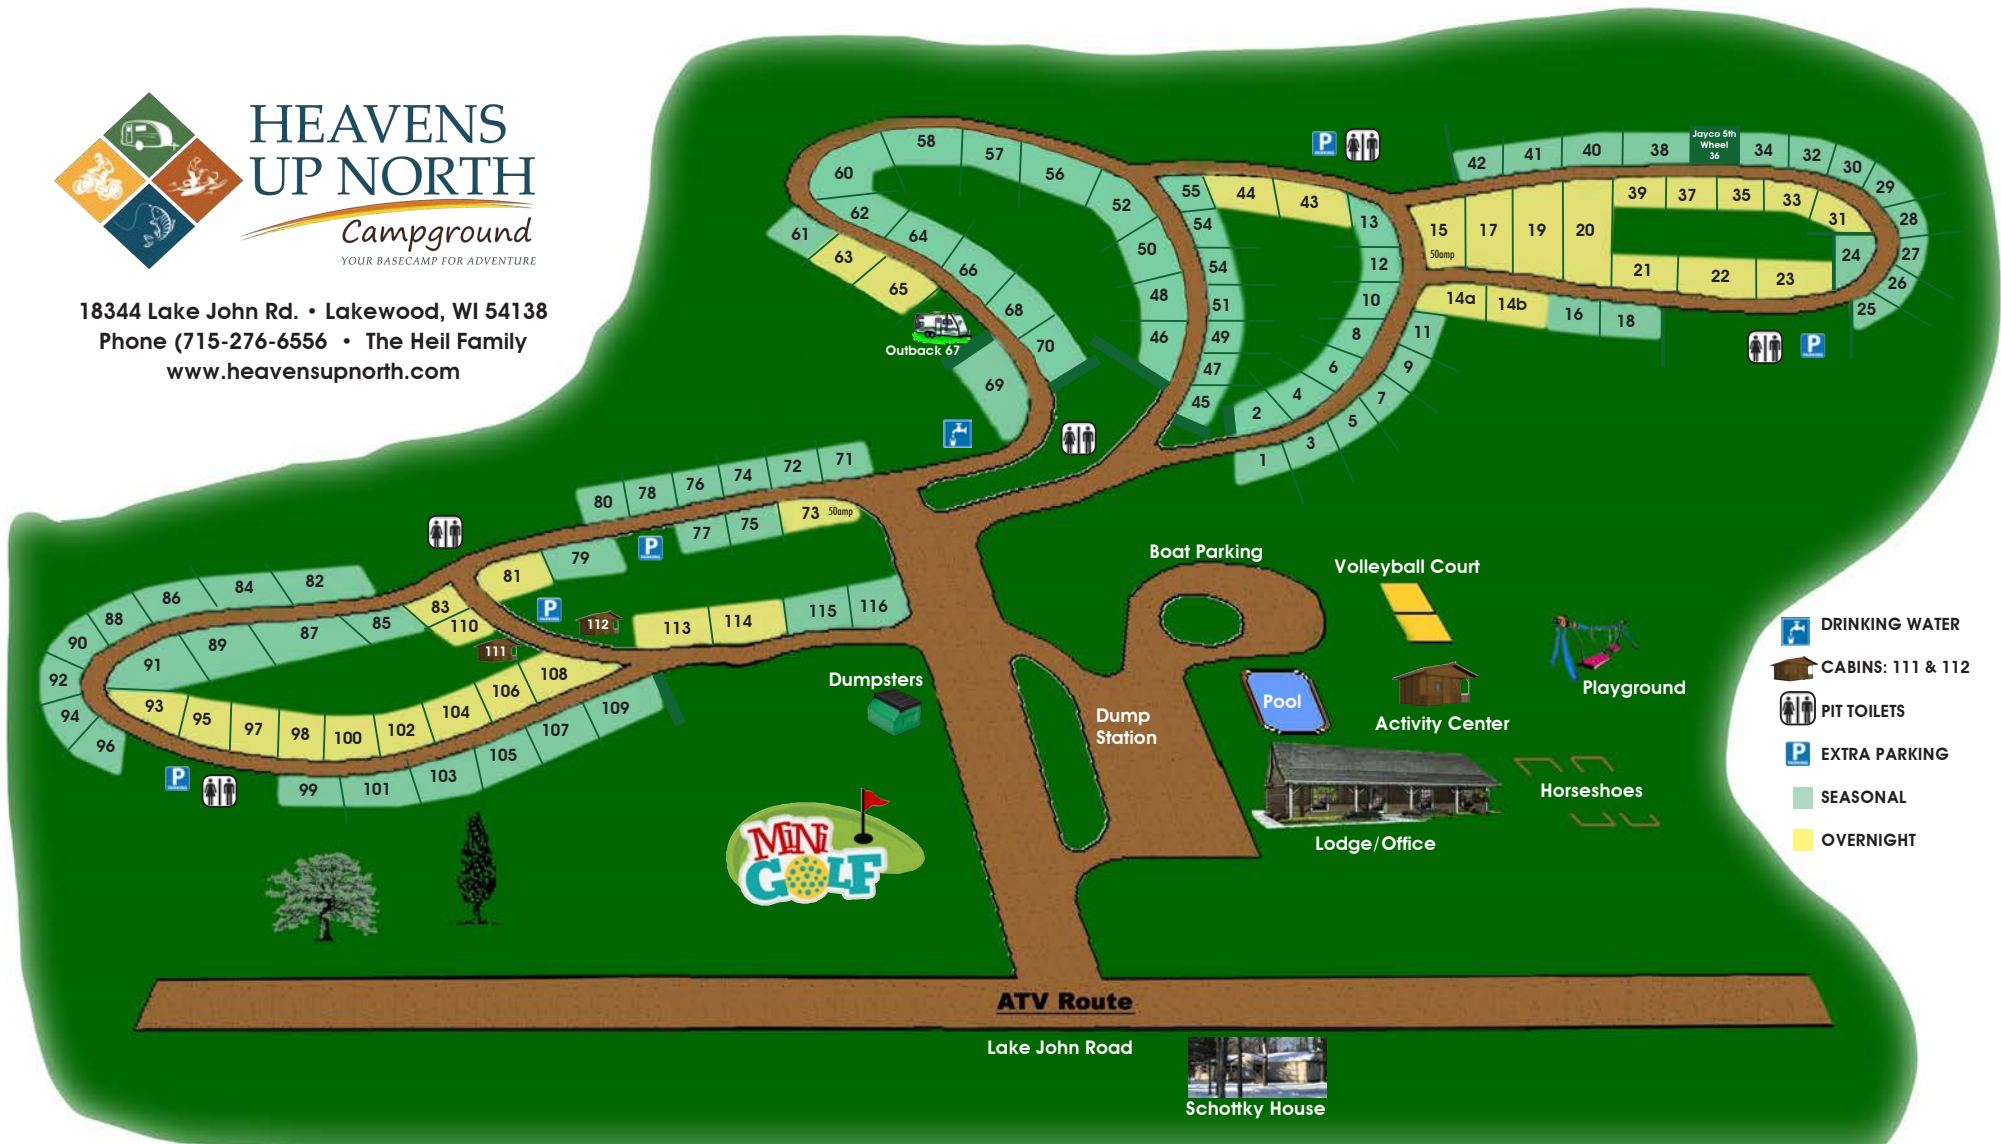 HEAVENS
UP NORTH
Campground
YOUR BASECAMP FOR ADVENTURE
18344 Lake John Rd. • Lakewood, WI 54138
Phone (715-276-6556 • The Heil Family
www.heavensupnorth.com
58
57
56
60
52
62
61
64
63
50
66
65
48
68
46
70
Outback 67
69
55
44
43
13
54
12
54
10
51
8
49
11
47
6
9
45
4
7
2
5
3
1
P
PARKING
42
41
40
38
Jayco 5th
Wheel
36
34
32
30
29
28
27
26
25
24
39
37
35
33
31
15
50amp
17
19
20
21
22
23
14a
14b
16
18
P
PARKING
80
78
76
74
72
71
77
75
73 50amp
79
P
PARKING
81
82
84
86
88
90
92
94
96
83
85
87
89
91
110
P
PARKING
112
111
113
114
115
116
93
95
97
98
100
102
104
106
108
109
107
105
103
101
99
P
PARKING
Boat Parking
Volleyball Court
Playground
Dumpsters
Dump
Station
Pool
Activity Center
Lodge/Office
Horseshoes
MINI
GOLF
DRINKING WATER
CABINS: 111 & 112
PIT TOILETS
P
PARKING
EXTRA PARKING
SEASONAL
OVERNIGHT
ATV Route
Lake John Road
Schottky House